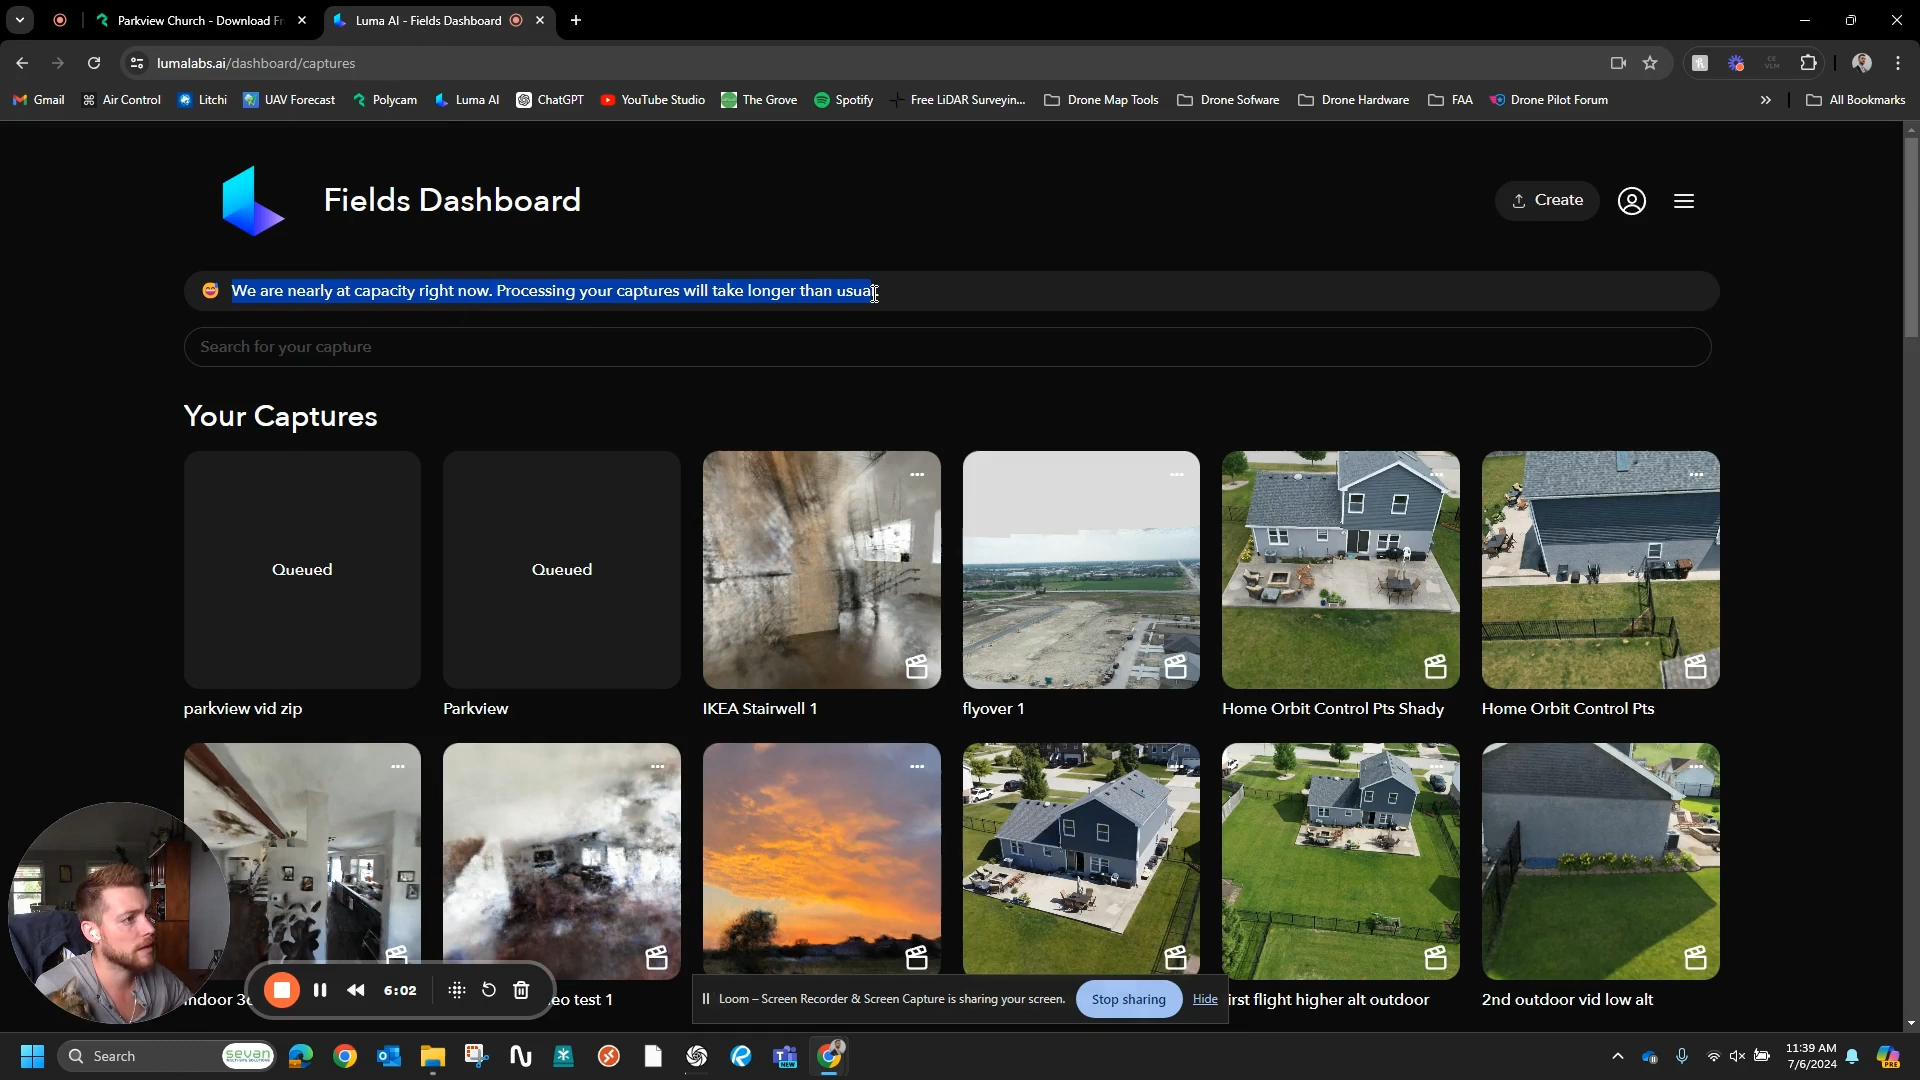 Parkview Church - Download Fr
Luma AI - Fields Dashboard
lumalabs.ai/dashboard/captures
Gmail
Air Control
Litchi
UAV Forecast
Polycam
Luma AI
ChatGPT
YouTube Studio
The Grove
Spotify
Free LiDAR Surveyin...
Drone Map Tools
Drone Sofware
Drone Hardware
FAA
Drone Pilot Forum
All Bookmarks
Fields Dashboard
Create
We are nearly at capacity right now. Processing your captures will take longer than usual.
Search for your capture
Your Captures
Queued
Queued
parkview vid zip
Parkview
IKEA Stairwell 1
flyover 1
Home Orbit Control Pts Shady
Home Orbit Control Pts
6:02
eo test 1
Loom – Screen Recorder & Screen Capture is sharing your screen.
Stop sharing
Hide
irst flight higher alt outdoor
2nd outdoor vid low alt
Search
sevan
NEW
11:39 AM
7/6/2024
PRE